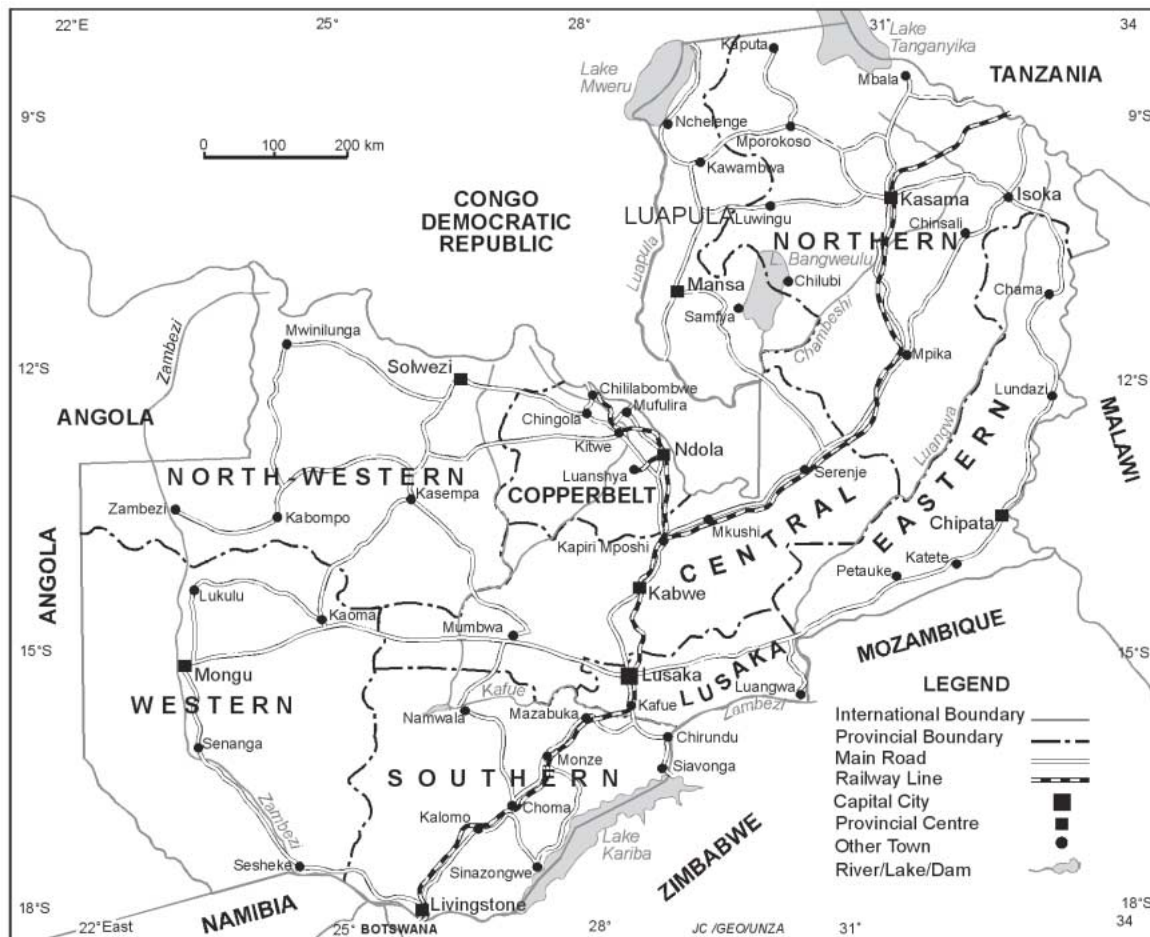 22°E
25°
28°
31°
34
Kaputa
Lake
Tanganyika
Lake
Mweru
Mbala
TANZANIA
9°S
9°S
Nchelenge
Mporokoso
0 100 200 km
Kawambwa
CONGO
DEMOCRATIC
REPUBLIC
LUAPULA
Luwingu
Kasama
Isoka
Chinsali
NORTHERN
Luapula
L. Bangweulu
Mansa
Chilubi
Chama
Samfya
Chambeshi
Zambezi
Mwinilunga
Mpika
12°S
Solwezi
12°S
Chililabombwe
Lundazi
Chingola
Mufulira
ANGOLA
Kitwe
Luangwa
MALAWI
Ndola
NORTH-WESTERN
Luanshya
Serenje
EASTERN
COPPERBELT
Kasempa
Zambezi
Kabompo
Mkushi
CENTRAL
Chipata
Kapiri Mposhi
Katete
ANGOLA
Petauke
Lukulu
Kabwe
Kaoma
Mumbwa
MOZAMBIQUE
15°S
15°S
Mongu
Lusaka
LUSAKA
Kafue
Luangwa
LEGEND
WESTERN
Namwala
Mazabuka
Kafue
Zambezi
International Boundary
Provincial Boundary
Senanga
Chirundu
Main Road
Monze
Siavonga
Railway Line
SOUTHERN
Capital City
Choma
Provincial Centre
Kalomo
Zambezi
Lake
Kariba
ZIMBABWE
Other Town
Sesheke
Sinazongwe
River/Lake/Dam
Livingstone
NAMIBIA
18°S
18°S
22°East
25°
BOTSWANA
28°
JC /GEO/UNZA
31°
34